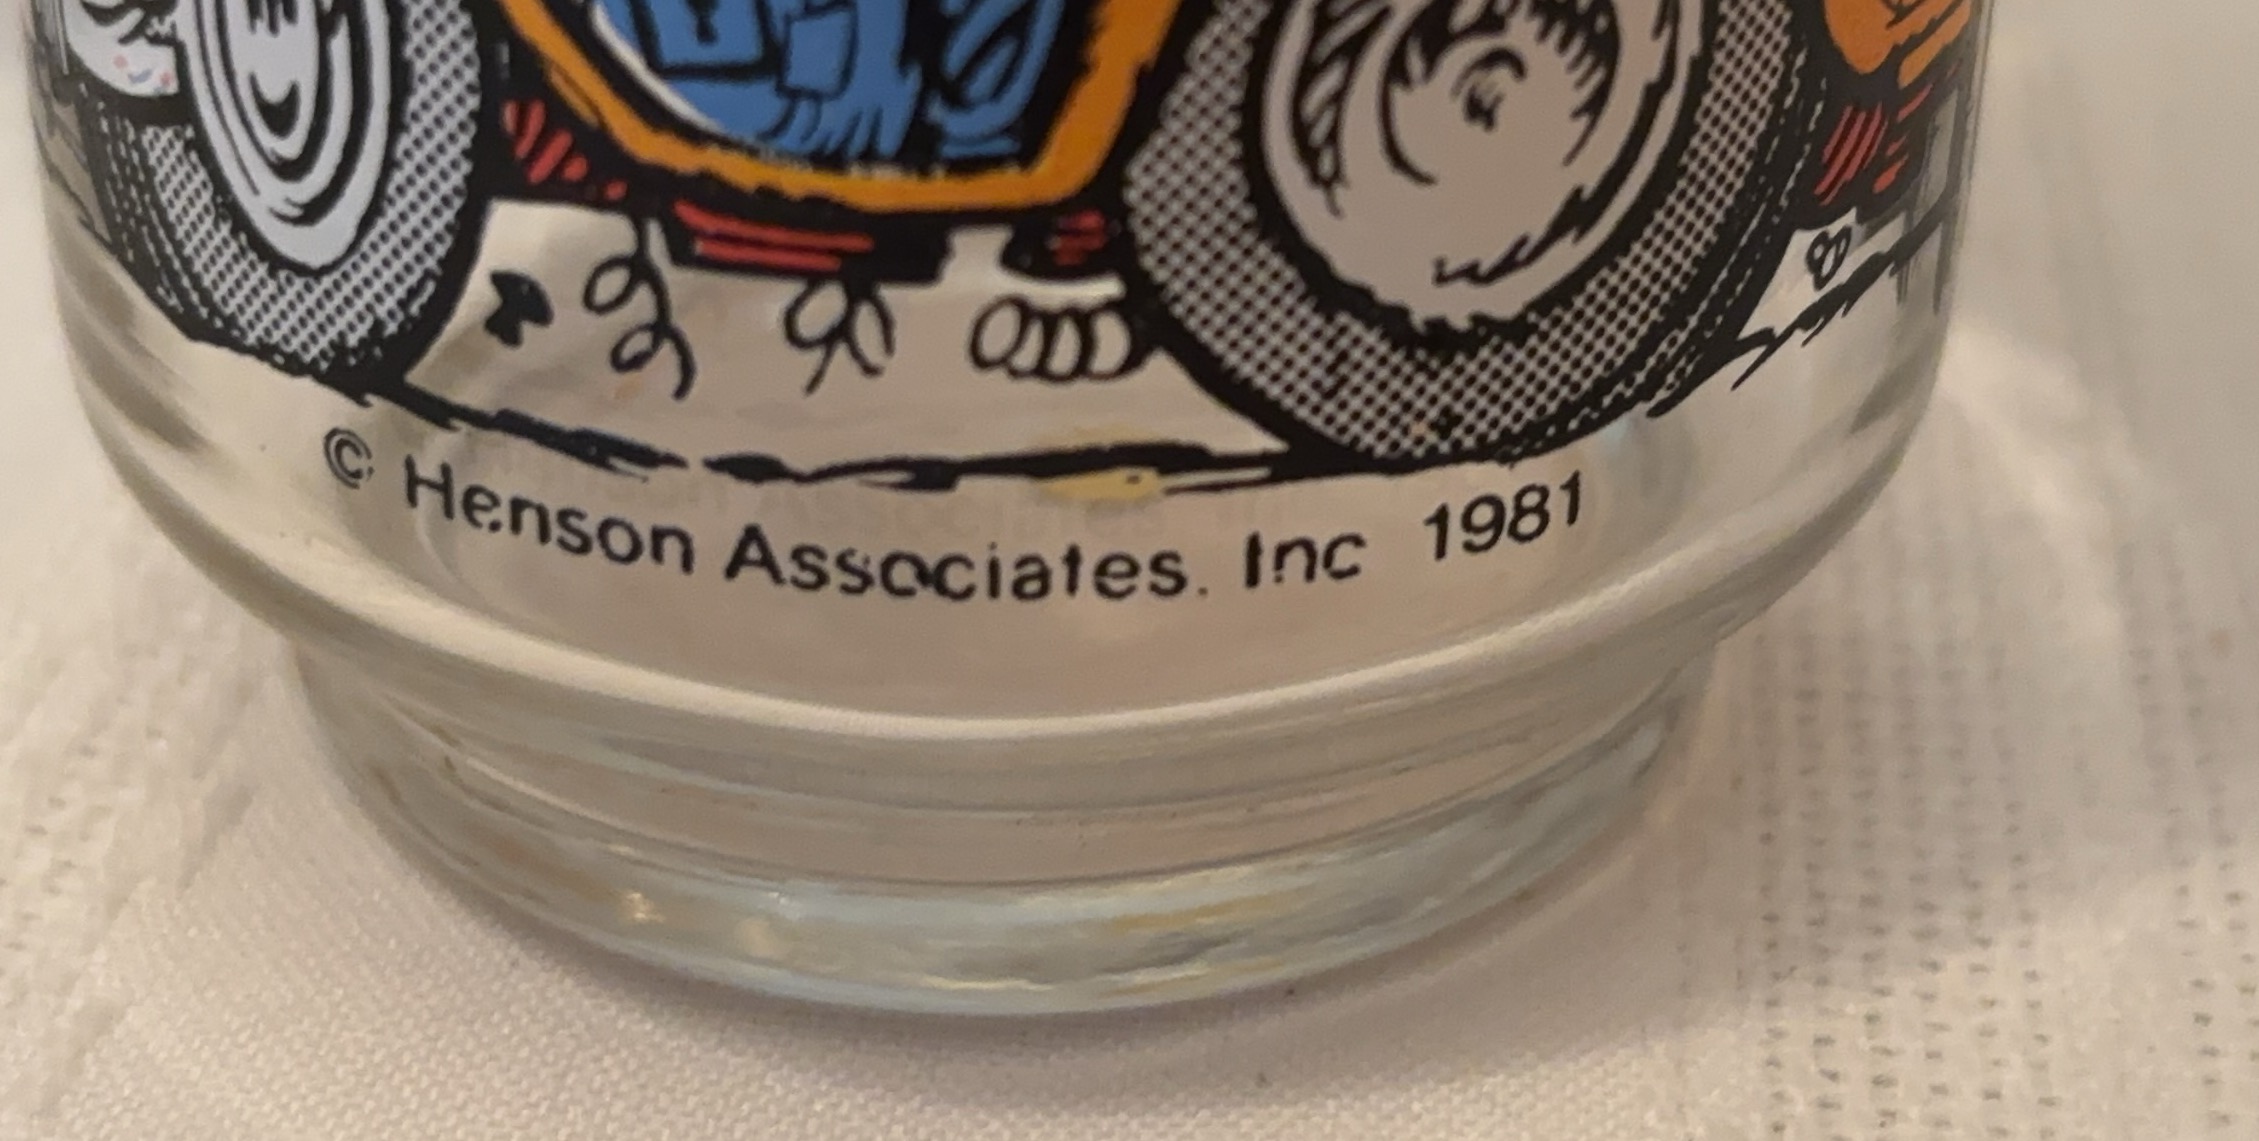 © Henson Associates. Inc 1981